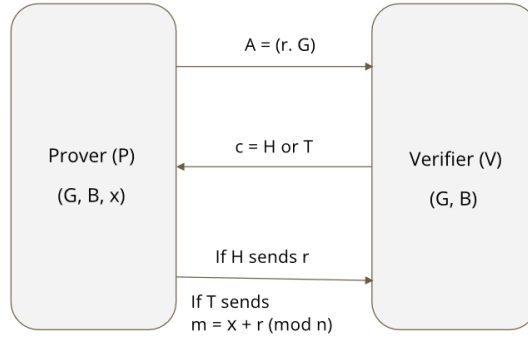 A = (r. G)
Prover (P)
(G, B, x)
c = H or T
Verifier (V)
(G, B)
If H sends r
If T sends
m = x + r (mod n)